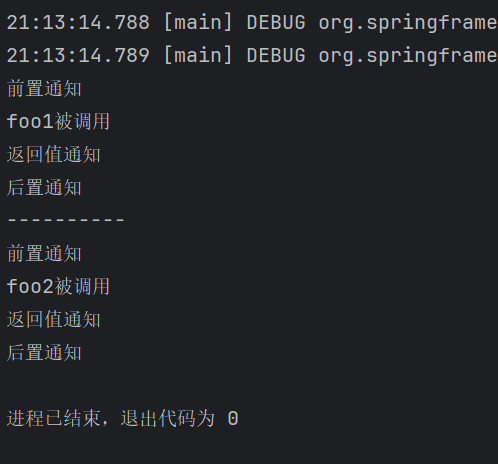 21:13:14.788 [main] DEBUG org.springframe
21:13:14.789 [main] DEBUG org.springframe
前置通知
foo1被调用
返回值通知
后置通知
----------
前置通知
foo2被调用
返回值通知
后置通知
进程已结束，退出代码为 0